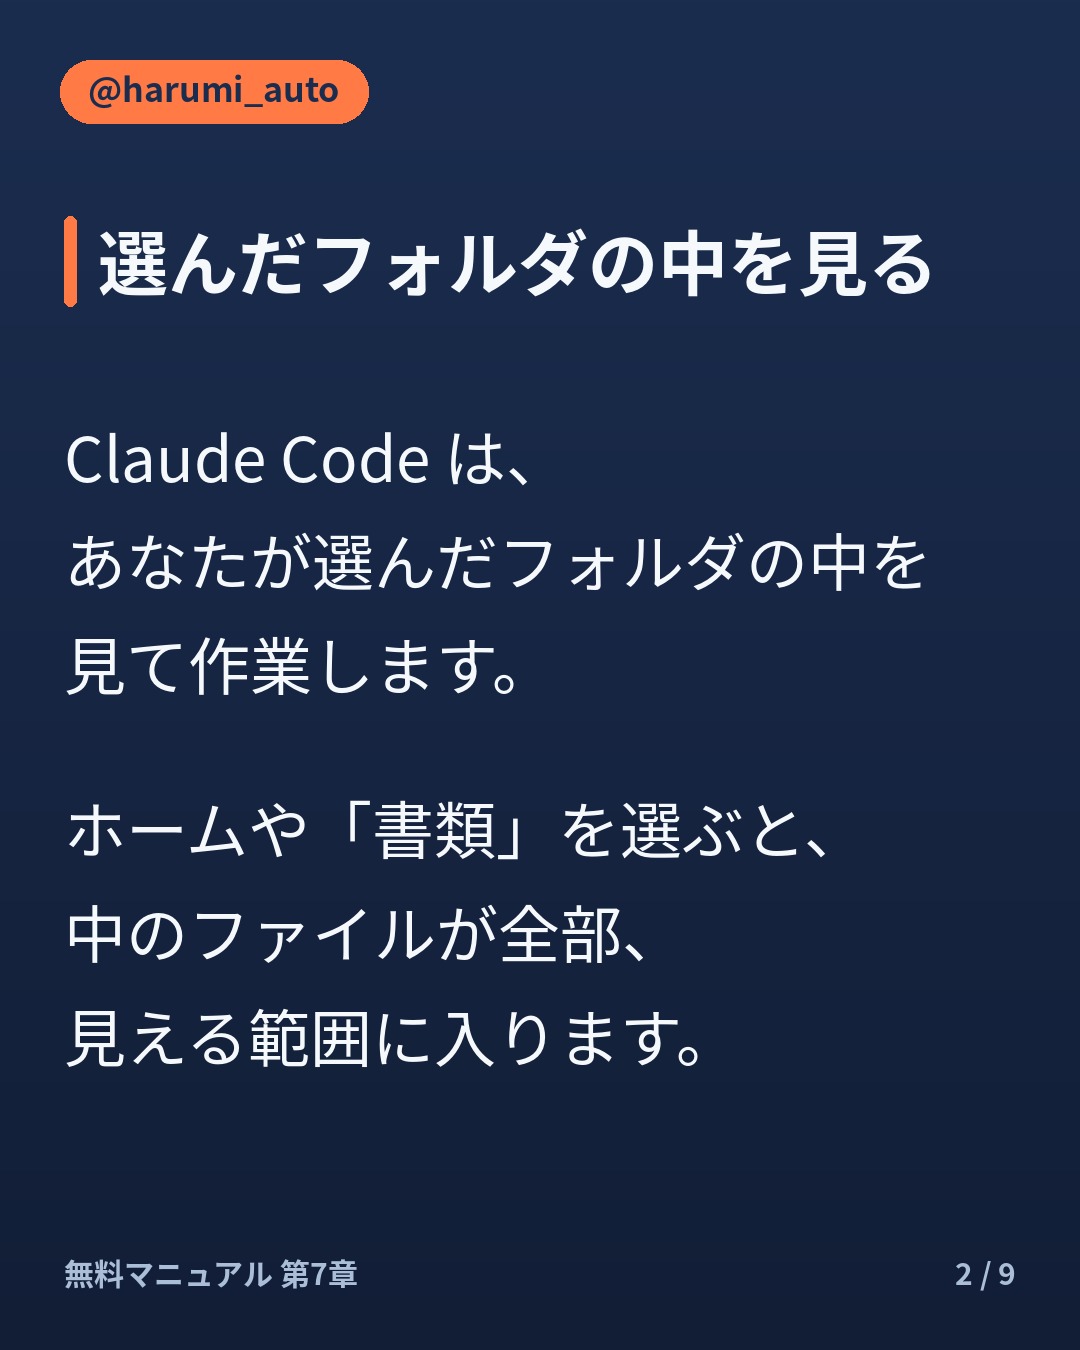 @harumi_auto
選んだフォルダの中を見る
Claude Code は、
あなたが選んだフォルダの中を
見て作業します。
ホームや「書類」を選ぶと、
中のファイルが全部、
見える範囲に入ります。
無料マニュアル 第7章
2 / 9